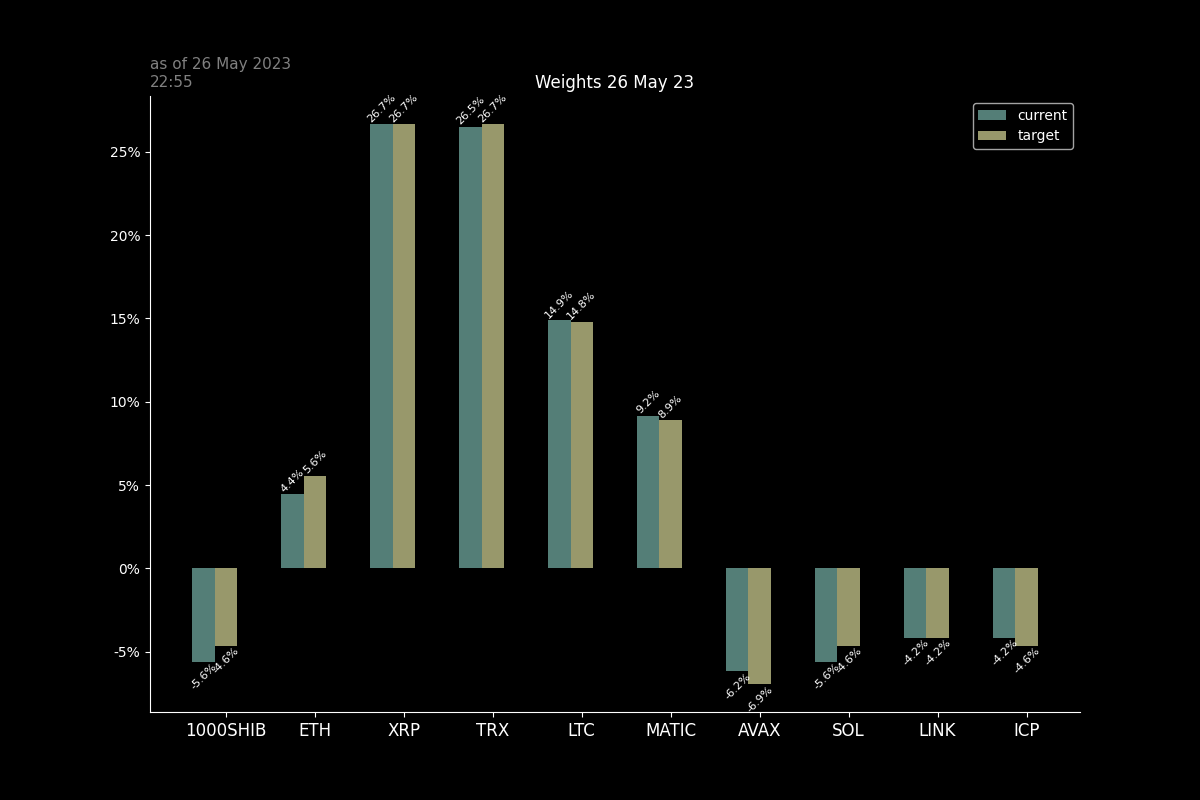 as of 26 May 2023
22:55
Weights 26 May 23
current
target
26.7% 26.7% 26.5% 26.7%
25%
20%
15%
14.9% 14.8%
10%
9.2% 8.9%
5%
4.4% 5.6%
0%
-5%
-5.6% -4.6% -6.2% -6.9% -5.6% -4.6% -4.2% -4.2% -4.2% -4.6%
1000SHIB ETH XRP TRX LTC MATIC AVAX SOL LINK ICP